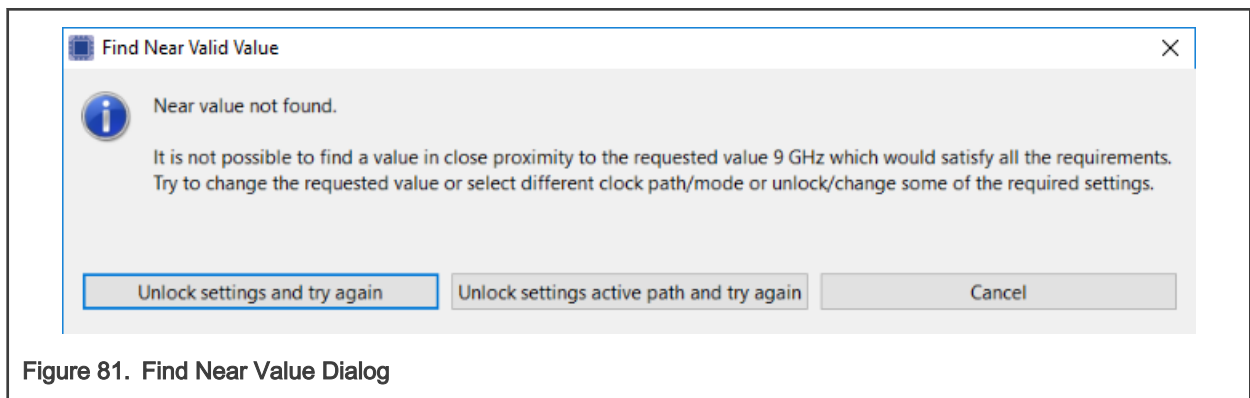 Find Near Valid Value
Near value not found.
It is not possible to find a value in close proximity to the requested value 9 GHz which would satisfy all the requirements.
Try to change the requested value or select different clock path/mode or unlock/change some of the required settings.
Unlock settings and try again
Unlock settings active path and try again
Cancel
Figure 81. Find Near Value Dialog